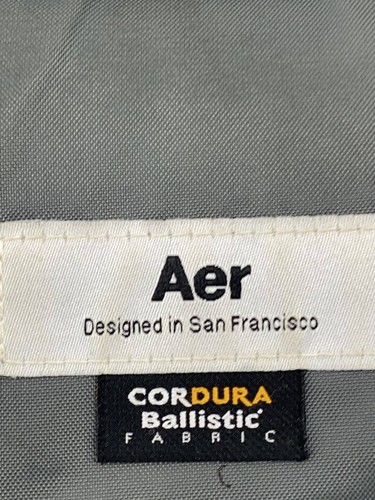 Aer
Designed in San Francisco
CORDURA
Ballistic®
FABRIC